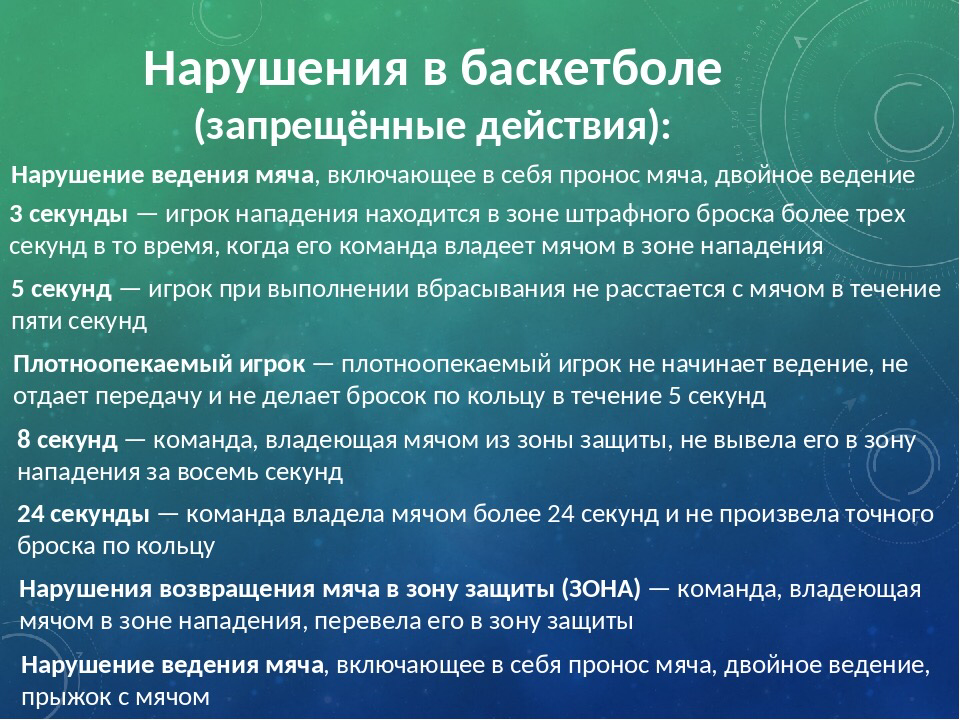 Нарушения в баскетболе
(запрещённые действия):
Нарушение ведения мяча, включающее в себя пронос мяча, двойное ведение
3 секунды — игрок нападения находится в зоне штрафного броска более трех
секунд в то время, когда его команда владеет мячом в зоне нападения
5 секунд — игрок при выполнении вбрасывания не расстается с мячом в течение
пяти секунд
Плотноопекаемый игрок — плотноопекаемый игрок не начинает ведение, не
отдает передачу и не делает бросок по кольцу в течение 5 секунд
8 секунд — команда, владеющая мячом из зоны защиты, не вывела его в зону
нападения за восемь секунд
24 секунды — команда владела мячом более 24 секунд и не произвела точного
броска по кольцу
Нарушения возвращения мяча в зону защиты (ЗОНА) — команда, владеющая
мячом в зоне нападения, перевела его в зону защиты
Нарушение ведения мяча, включающее в себя пронос мяча, двойное ведение,
прыжок с мячом